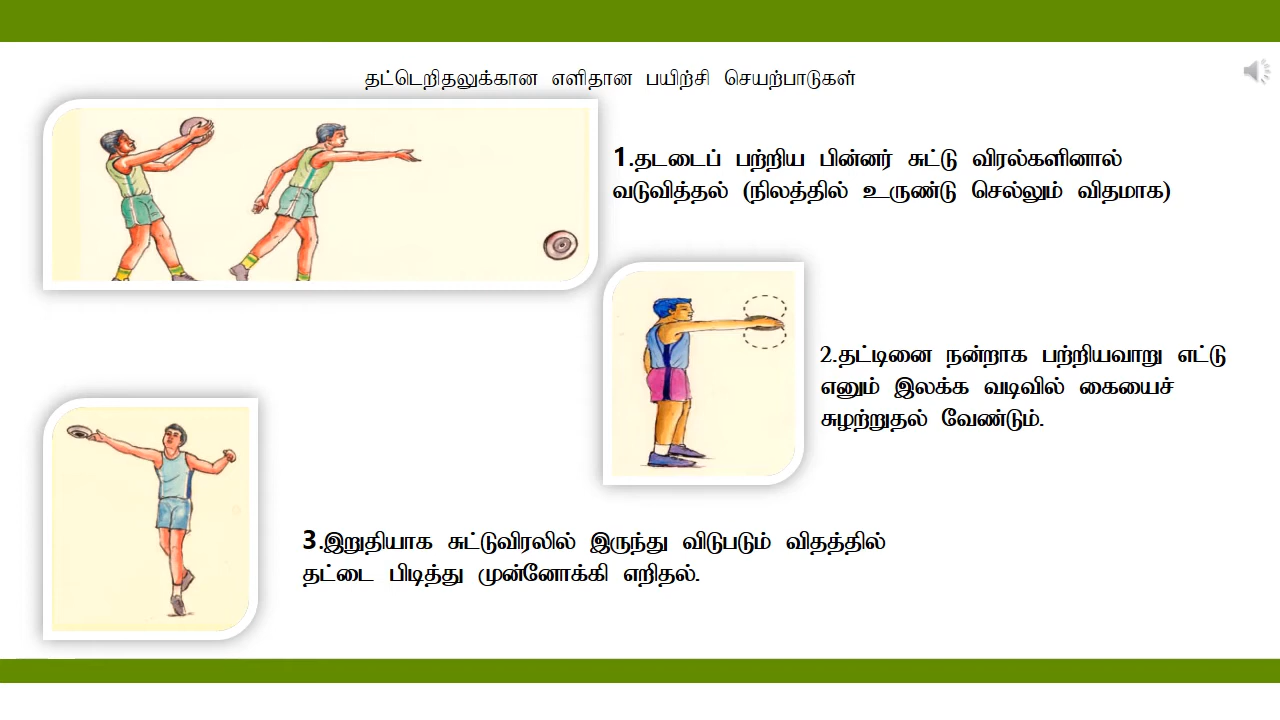 தட்டெறிதலுக்கான எளிதான பயிற்சி செயற்பாடுகள்
1.தடடைப் பற்றிய பின்னர் சுட்டு விரல்களினால்
வடுவித்தல் (நிலத்தில் உருண்டு செல்லும் விதமாக)
2.தட்டினை நன்றாக பற்றியவாறு எட்டு
எனும் இலக்க வடிவில் கையைச்
சுழற்றுதல் வேண்டும்.
3.இறுதியாக சுட்டுவிரலில் இருந்து விடுபடும் விதத்தில்
தட்டை பிடித்து முன்னோக்கி எறிதல்.